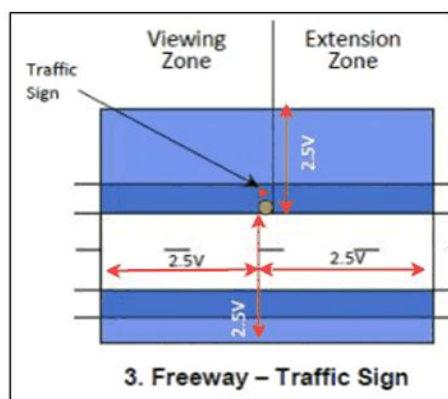 Viewing
Zone
Extension
Zone
Traffic
Sign
2.5V
2.5V
2.5V
2.5V
3. Freeway – Traffic Sign